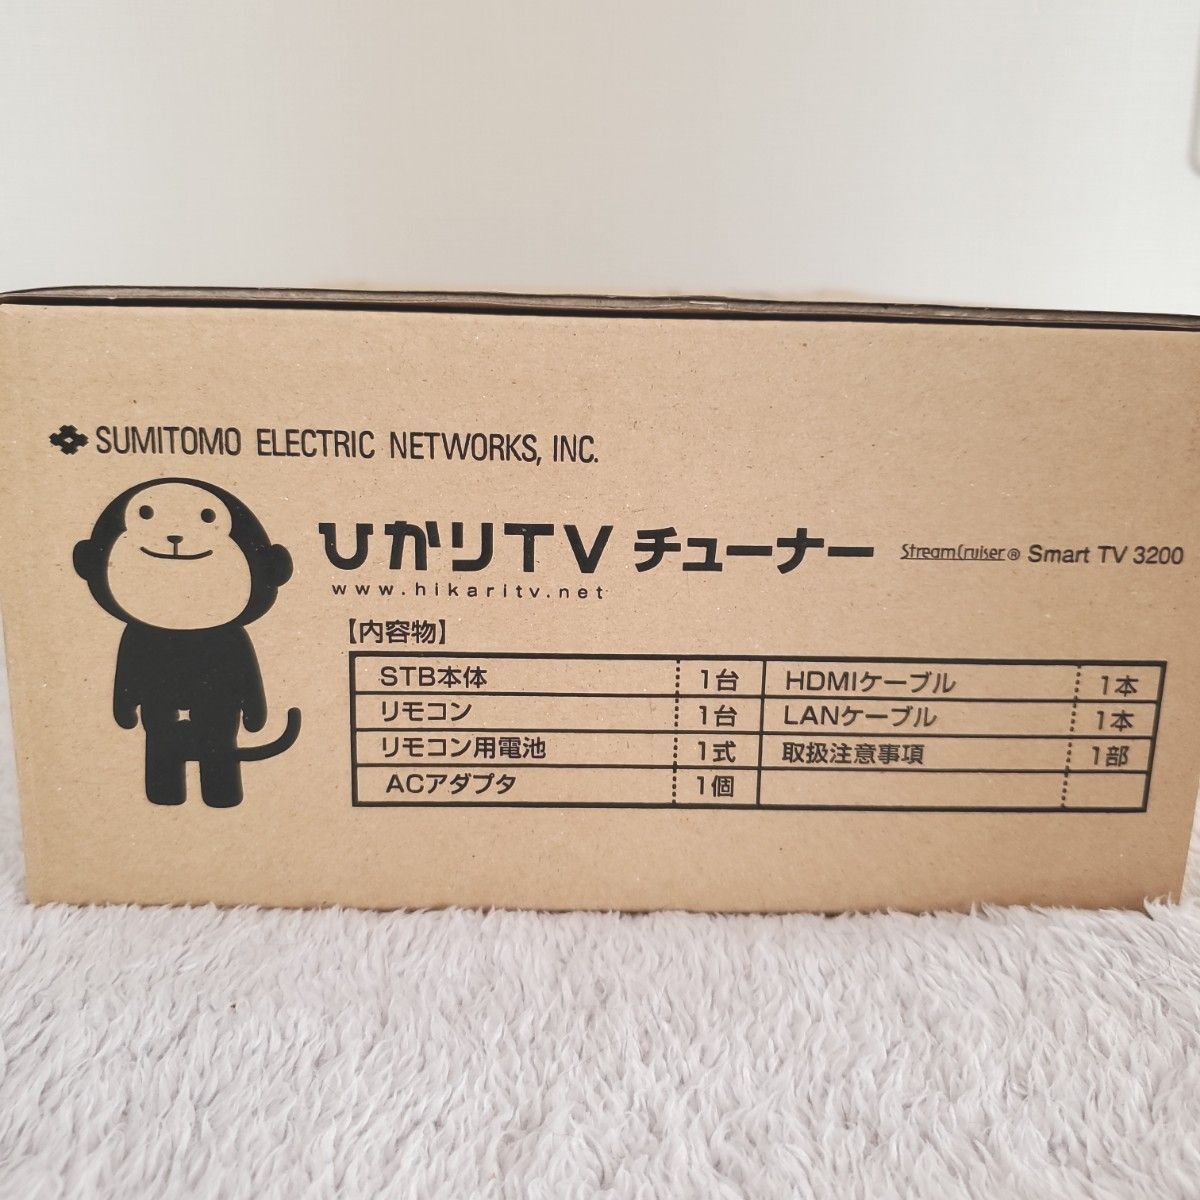 SUMITOMO ELECTRIC NETWORKS, INC.
ひかりTV チューナー StreamCruiser® Smart TV 3200
www.hikaritv.net
【内容物】
STB本体 1台 HDMIケーブル 1本
リモコン 1台 LANケーブル 1本
リモコン用電池 1式 取扱注意事項 1部
ACアダプタ 1個